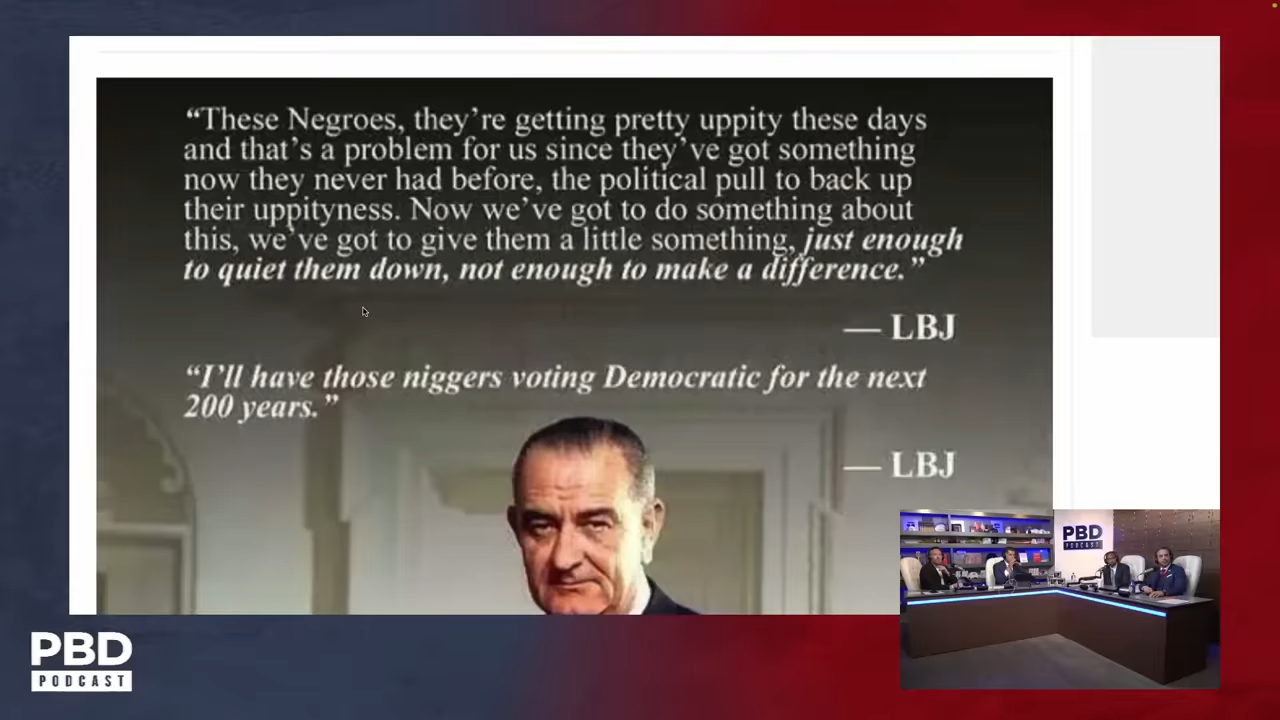 “These Negroes, they’re getting pretty uppity these days
and that’s a problem for us since they’ve got something
now they never had before, the political pull to back up
their uppityness. Now we’ve got to do something about
this, we’ve got to give them a little something, just enough
to quiet them down, not enough to make a difference.”
— LBJ
“I’ll have those niggers voting Democratic for the next
200 years.”
— LBJ
PBD
PODCAST
PBD
PODCAST